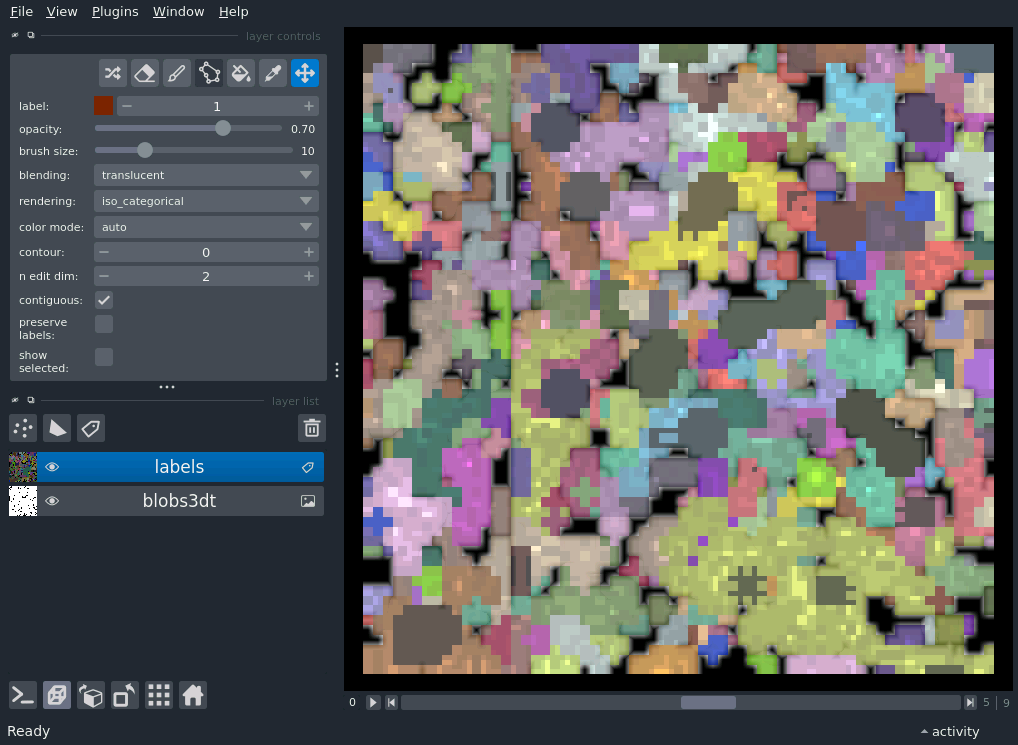 File View Plugins Window Help
layer controls
label: 1
opacity: 0.70
brush size: 10
blending: translucent
rendering: iso_categorical
color mode: auto
contour: 0
n edit dim: 2
contiguous:
preserve
labels:
show
selected:
layer list
labels
blobs3dt
0 5 9
Ready activity